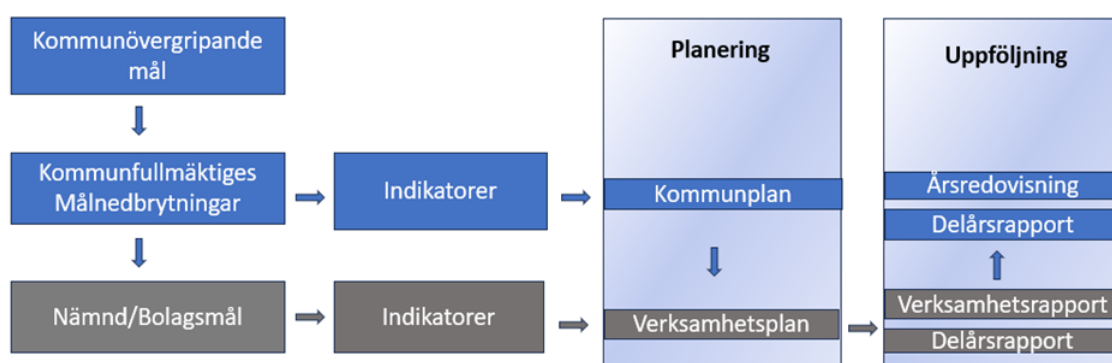 Kommunövergripande
mål
Kommunfullmäktiges
Målnedbrytningar
Indikatorer
Nämnd/Bolagsmål
Indikatorer
Planering
Kommunplan
Verksamhetsplan
Uppföljning
Årsredovisning
Delårsrapport
Verksamhetsrapport
Delårsrapport